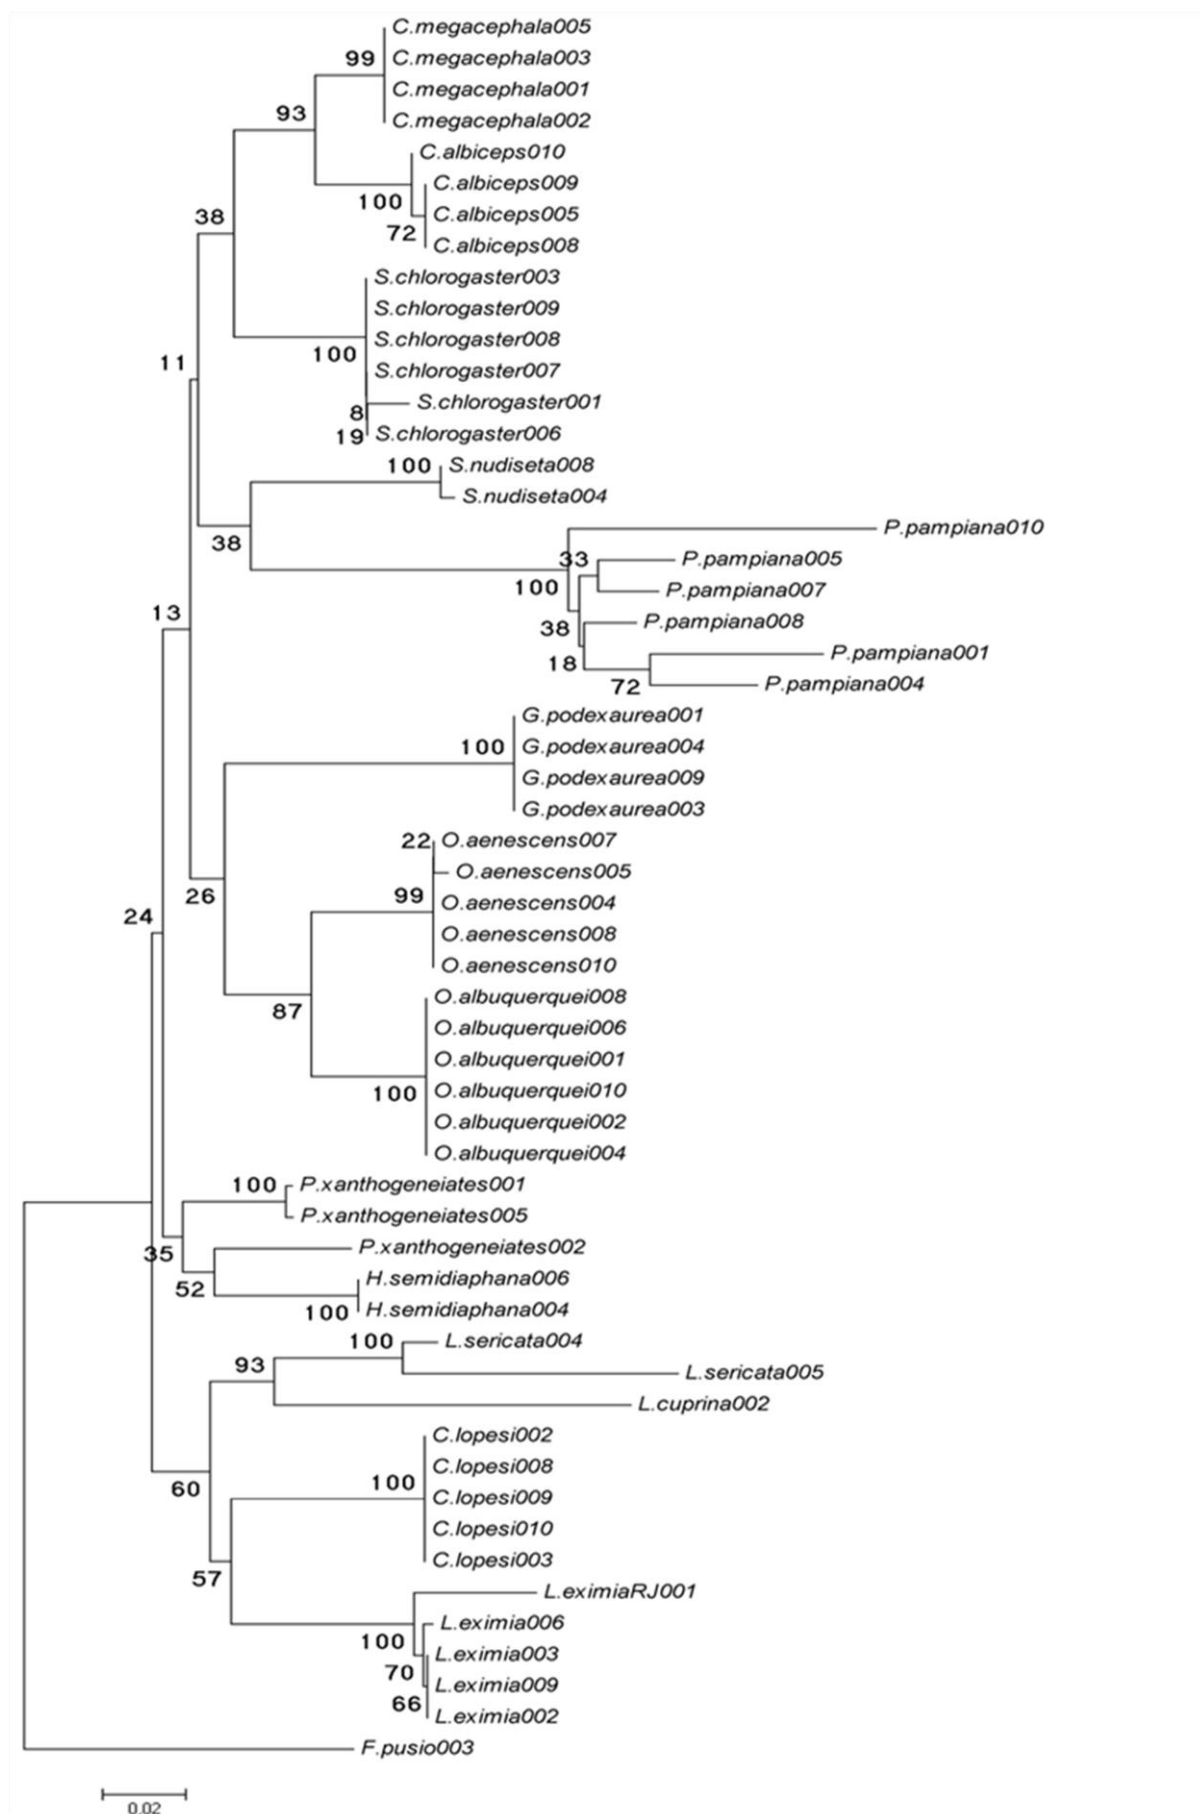 C.megacephala005
99 C.megacephala003
C.megacephala001
93
C.megacephala002
C.albiceps010
C.albiceps009
100
C.albiceps005
38
72
C.albiceps008
S.chlorogaster003
S.chlorogaster009
S.chlorogaster008
100
11
S.chlorogaster007
S.chlorogaster001
8
19 S.chlorogaster006
100 S.nudiseta008
S.nudiseta004
P.pampiana010
38
33
P.pampiana005
100
P.pampiana007
13
P.pampiana008
38
P.pampiana001
18
72
P.pampiana004
G.podexaurea001
100 G.podexaurea004
G.podexaurea009
G.podexaurea003
22 O.aenescens007
O.aenescens005
26
99
O.aenescens004
24
O.aenescens008
O.aenescens010
O.albuquerquei008
87
O.albuquerquei006
O.albuquerquei001
100 O.albuquerquei010
O.albuquerquei002
O.albuquerquei004
100 P.xanthogeneiates001
P.xanthogeneiates005
P.xanthogeneiates002
35
H.semidiaphana006
52
100 H.semidiaphana004
100 L.sericata004
93
L.sericata005
L.cuprina002
C.lopesi002
C.lopesi008
100
60
C.lopesi009
C.lopesi010
C.lopesi003
57
L.eximiaRJ001
L.eximia006
100
L.eximia003
70
L.eximia009
66
L.eximia002
F.pusio003
0.02